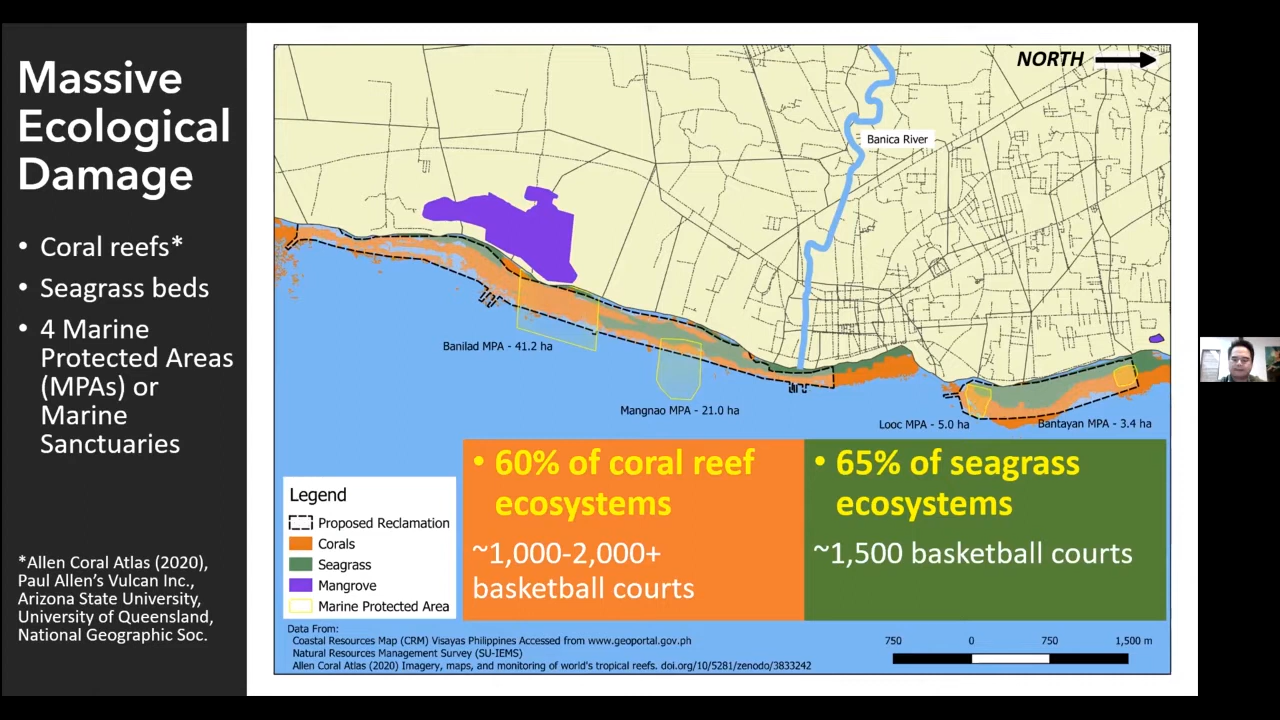 Massive
Ecological
Damage
• Coral reefs*
• Seagrass beds
• 4 Marine
Protected Areas
(MPAs) or
Marine
Sanctuaries
*Allen Coral Atlas (2020),
Paul Allen's Vulcan Inc.,
Arizona State University,
University of Queensland,
National Geographic Soc.
NORTH
Banica River
Banilad MPA - 41.2 ha
Mangnao MPA - 21.0 ha
Looc MPA - 5.0 ha
Bantayan MPA - 3.4 ha
Legend
Proposed Reclamation
Corals
Seagrass
Mangrove
Marine Protected Area
• 60% of coral reef
ecosystems
~1,000-2,000+
basketball courts
• 65% of seagrass
ecosystems
~1,500 basketball courts
Data From:
Coastal Resources Map (CRM) Visayas Philippines Accessed from www.geoportal.gov.ph
Natural Resources Management Survey (SU-IEMS)
Allen Coral Atlas (2020) Imagery, maps, and monitoring of world's tropical reefs. doi.org/10/5281/zenodo/3833242
750 0 750 1,500 m